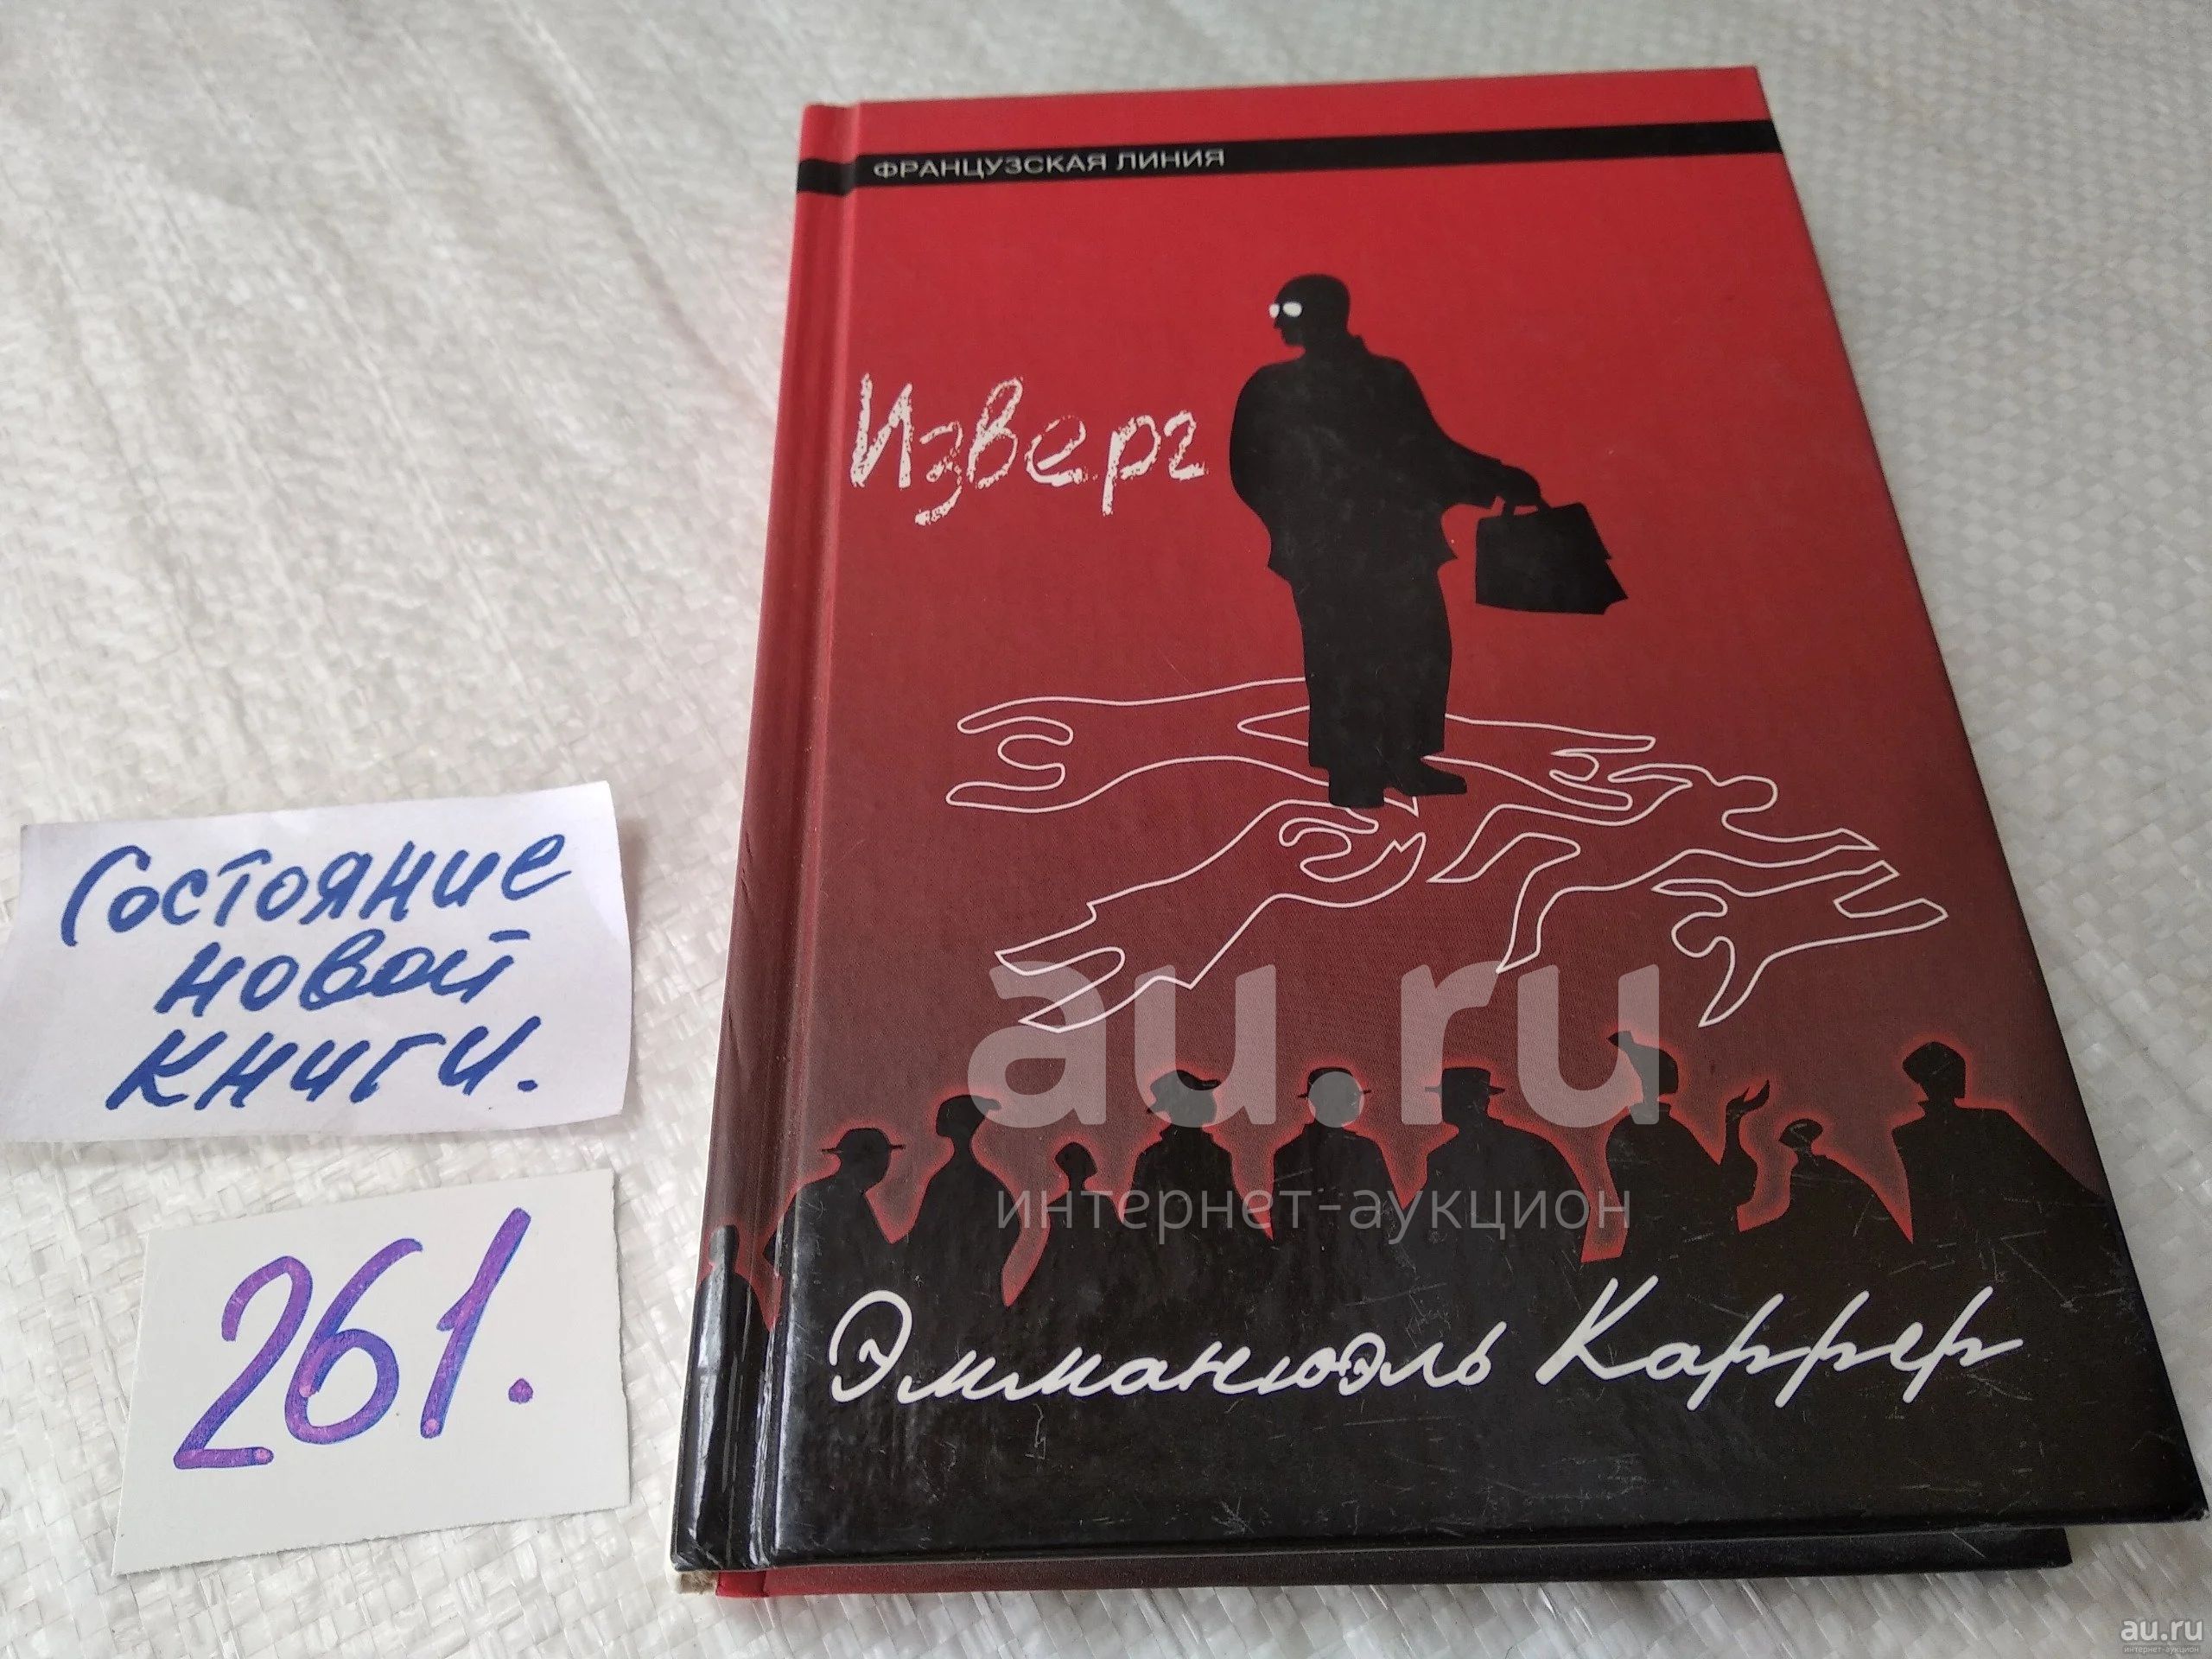 ФРАНЦУЗСКАЯ ЛИНИЯ
Изверг
Состояние
новой
книги.
261.
au.ru
интернет-аукцион
Эммануэль Каррер
au.ru
интернет-аукцион